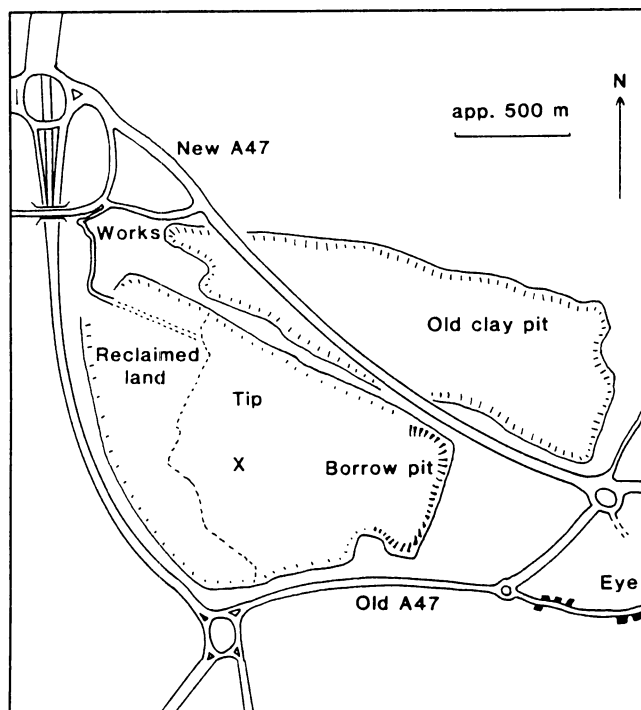 N
app. 500 m
New A47
Works
Old clay pit
Reclaimed
land
Tip
X
Borrow pit
Eye
Old A47